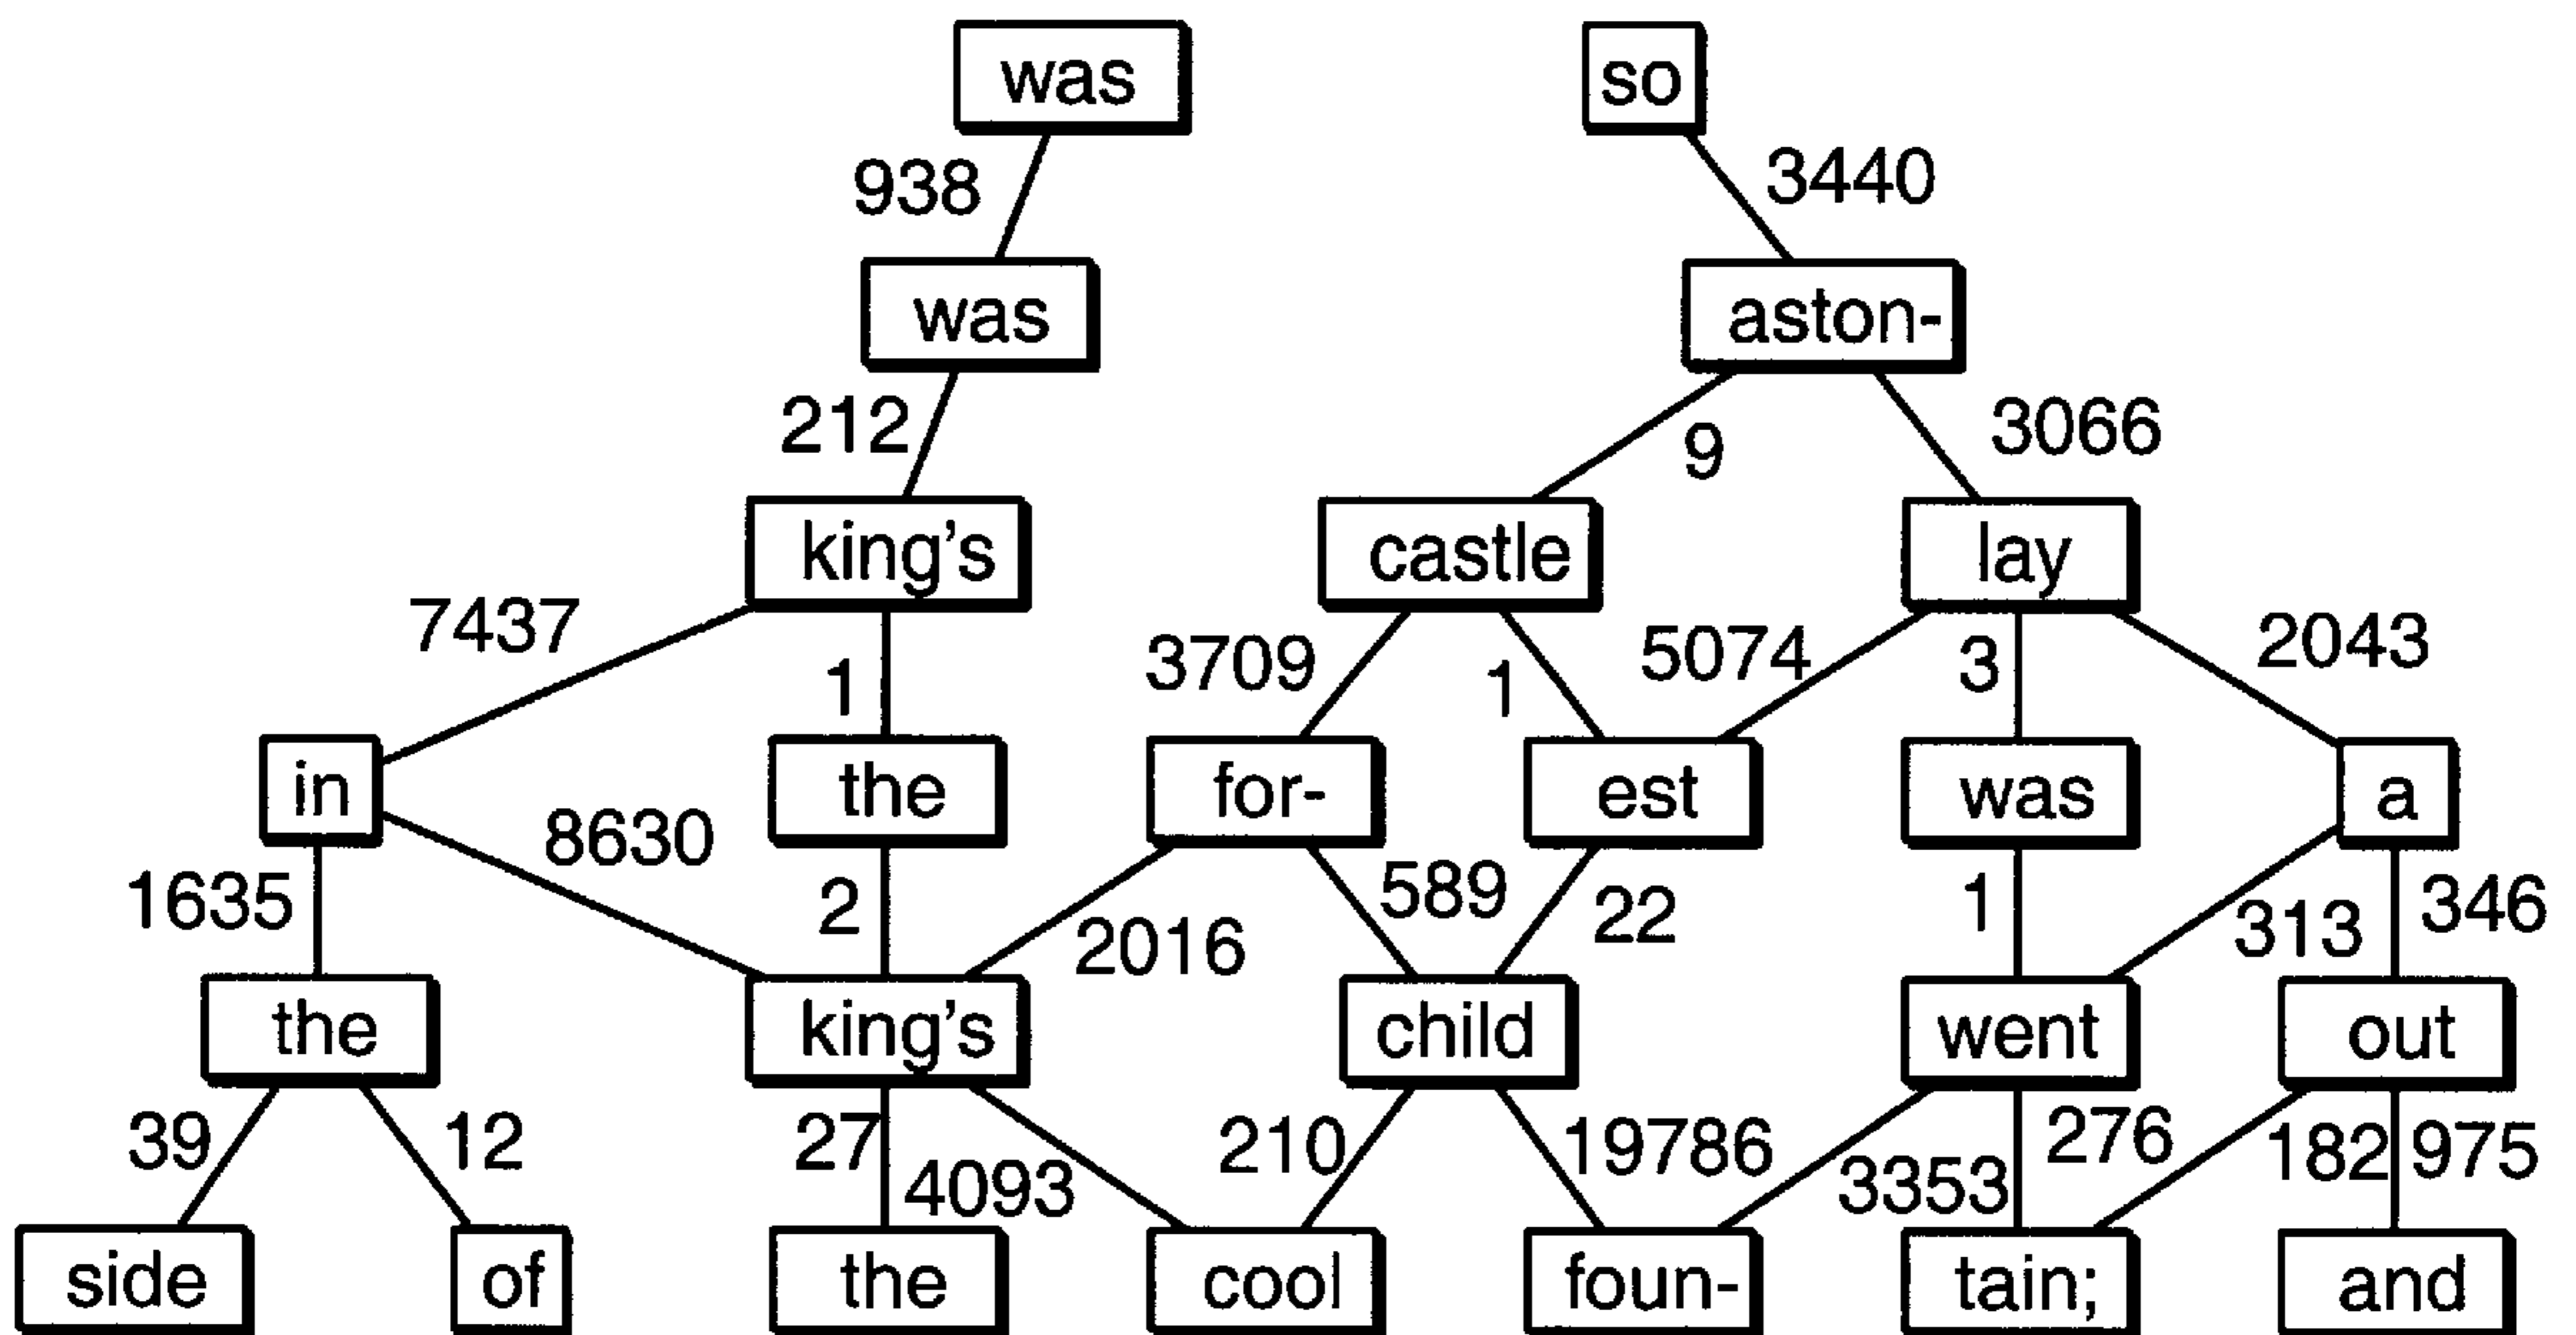 was so
938 3440
was aston-
212 9 3066
king's castle lay
7437 1 3709 1 5074 3 2043
in the for- est was a
1635 8630 2 2016 589 22 1 313 346
the king's child went out
39 12 27 4093 210 19786 3353 276 182 975
side of the cool foun- tain; and